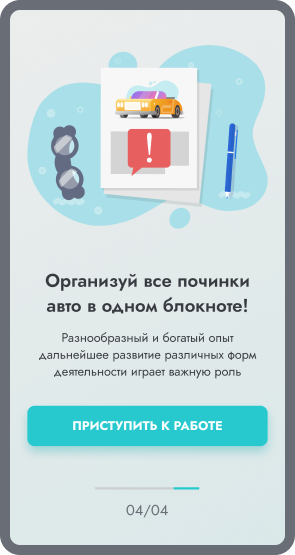 Организуй все починки
авто в одном блокноте!
Разнообразный и богатый опыт
дальнейшее развитие различных форм
деятельности играет важную роль
ПРИСТУПИТЬ К РАБОТЕ
04/04